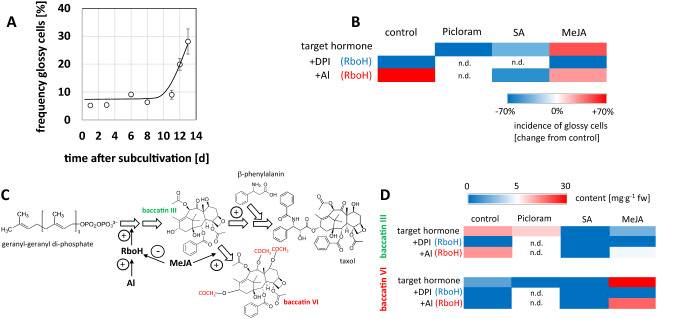 A
frequency glossy cells [%]
40
30
20
10
0
0 2 4 6 8 10 12 14
time after subcultivation [d]
B
control Picloram SA MeJA
target hormone
+DPI (RboH) n.d. n.d.
+Al (RboH) n.d.
-70% 0% +70%
incidence of glossy cells
[change from control]
C
β-phenylalanin
baccatin III
OPO₂OPO₃³⁻
geranyl-geranyl di-phosphate
RboH
MeJA
Al
taxol
baccatin VI
D
0 5 30
content [mg g⁻¹ fw]
control Picloram SA MeJA
baccatin III
target hormone
+DPI (RboH) n.d.
+Al (RboH) n.d.
baccatin VI
target hormone
+DPI (RboH) n.d.
+Al (RboH) n.d.